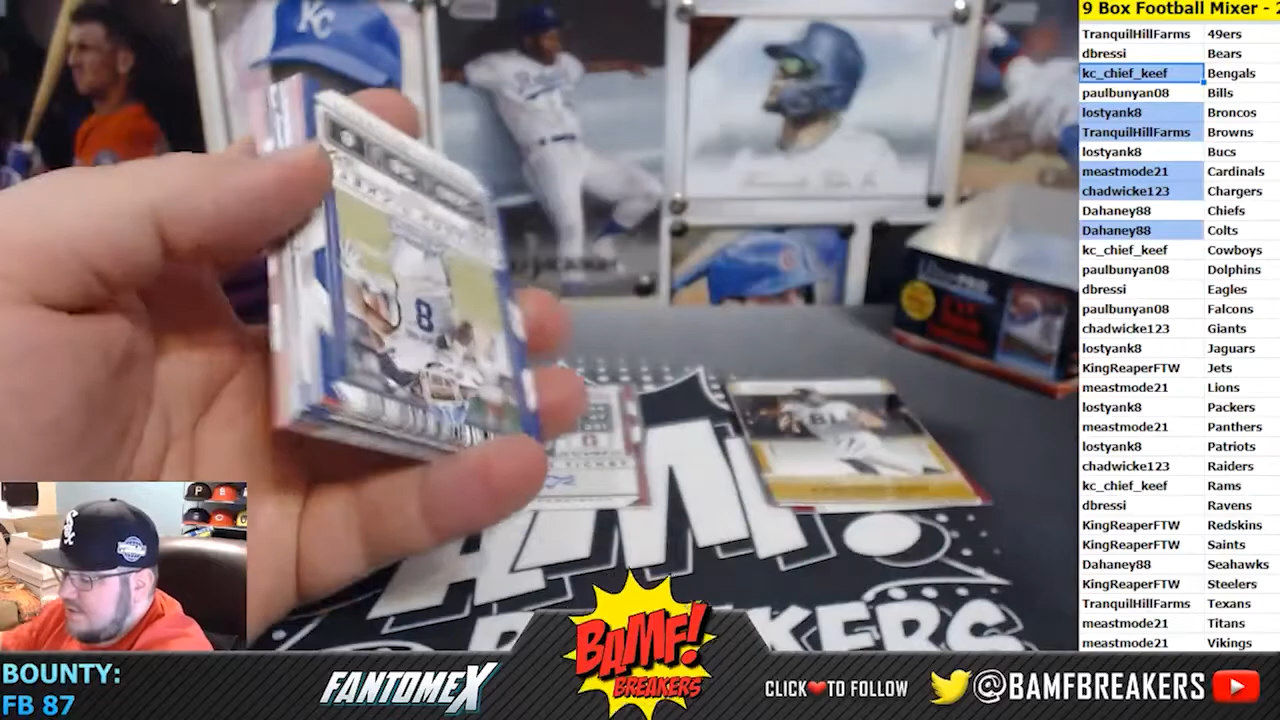 9 Box Football Mixer - 2
TranquilHillFarms 49ers
dbressi Bears
kc_chief_keef Bengals
paulbunyan08 Bills
lostyank8 Broncos
TranquilHillFarms Browns
lostyank8 Bucs
meastmode21 Cardinals
chadwicke123 Chargers
Dahaney88 Chiefs
Dahaney88 Colts
kc_chief_keef Cowboys
paulbunyan08 Dolphins
dbressi Eagles
paulbunyan08 Falcons
chadwicke123 Giants
lostyank8 Jaguars
KingReaperFTW Jets
meastmode21 Lions
lostyank8 Packers
meastmode21 Panthers
lostyank8 Patriots
chadwicke123 Raiders
kc_chief_keef Rams
dbressi Ravens
KingReaperFTW Redskins
KingReaperFTW Saints
Dahaney88 Seahawks
KingReaperFTW Steelers
TranquilHillFarms Texans
meastmode21 Titans
meastmode21 Vikings
KC
8
TICKET
BOUNTY:
FB 87
FANTOMEX
BAMF!
BREAKERS
CLICK❤TO FOLLOW
@BAMFBREAKERS